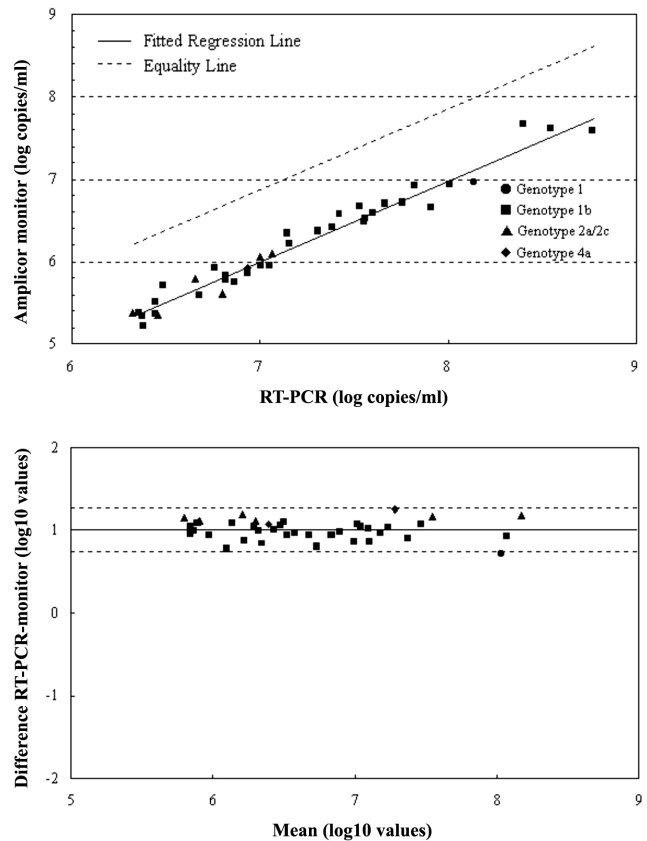 9
8
7
6
5
Fitted Regression Line
Equality Line
Genotype 1
Genotype 1b
Genotype 2a/2c
Genotype 4a
6 7 8 9
Amplicor monitor (log copies/ml)
RT-PCR (log copies/ml)
2
1
0
-1
-2
5 6 7 8 9
Difference RT-PCR-monitor (log10 values)
Mean (log10 values)